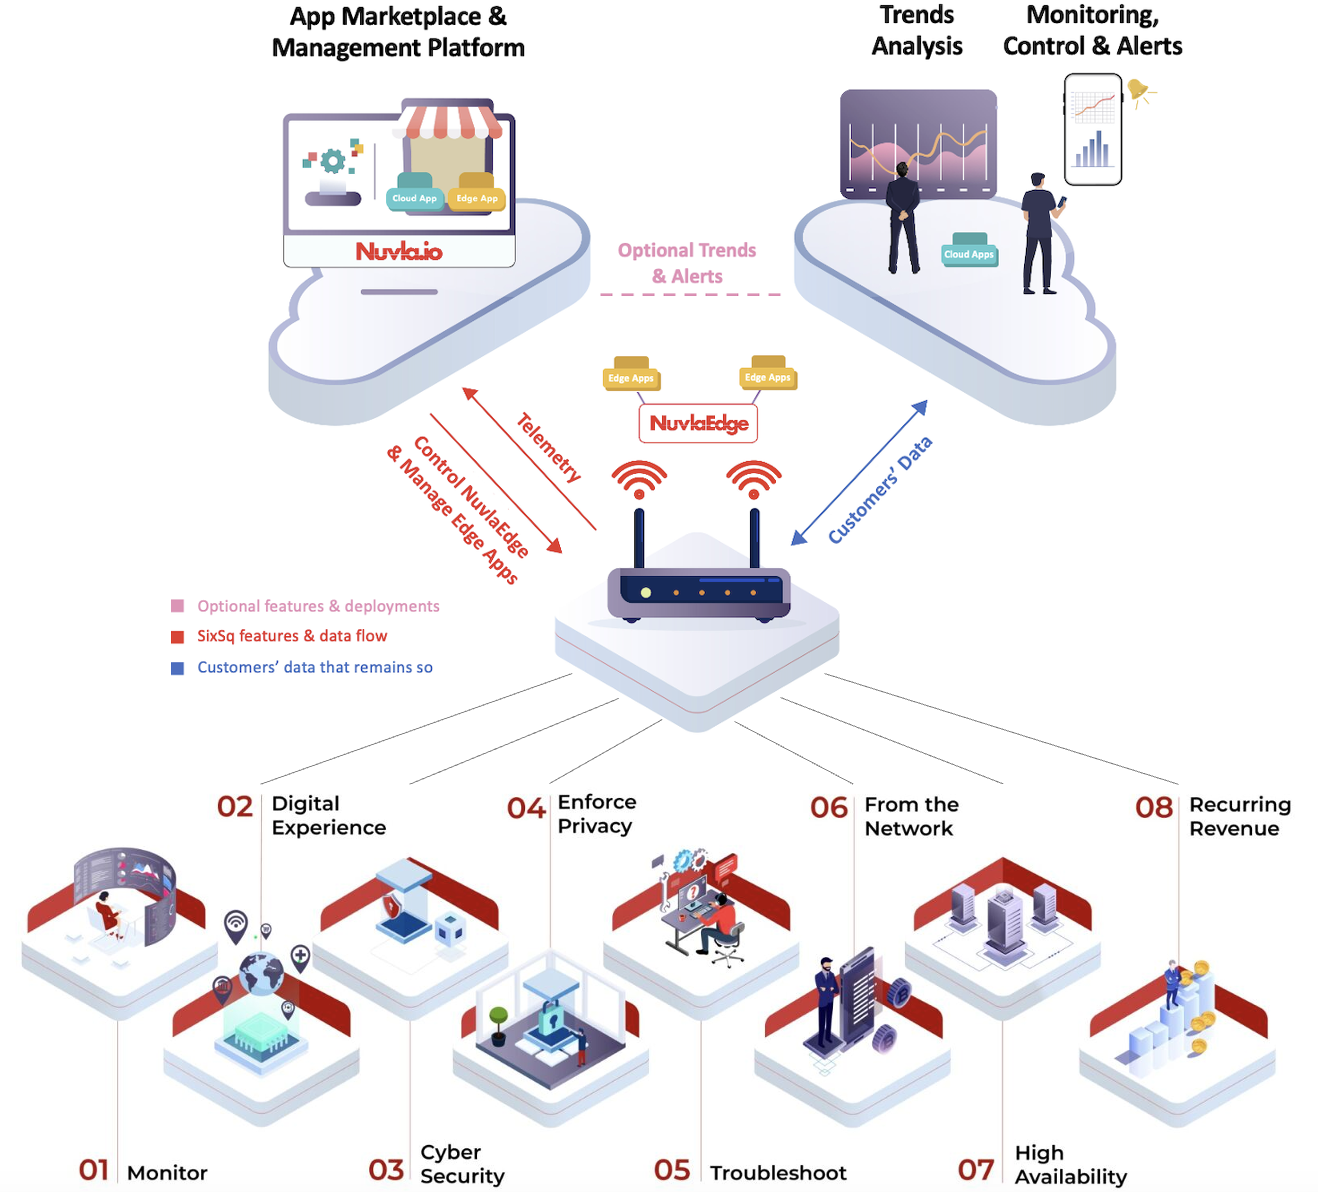 App Marketplace &
Management Platform
Trends
Analysis
Monitoring,
Control & Alerts
Cloud App
Edge App
Nuvla.io
Optional Trends
& Alerts
Cloud Apps
Edge Apps
Edge Apps
NuvlaEdge
Telemetry
Control NuvlaEdge
& Manage Edge Apps
Customers’ Data
Optional features & deployments
SixSq features & data flow
Customers’ data that remains so
02
Digital
Experience
04
Enforce
Privacy
06
From the
Network
08
Recurring
Revenue
01
Monitor
03
Cyber
Security
05
Troubleshoot
07
High
Availability